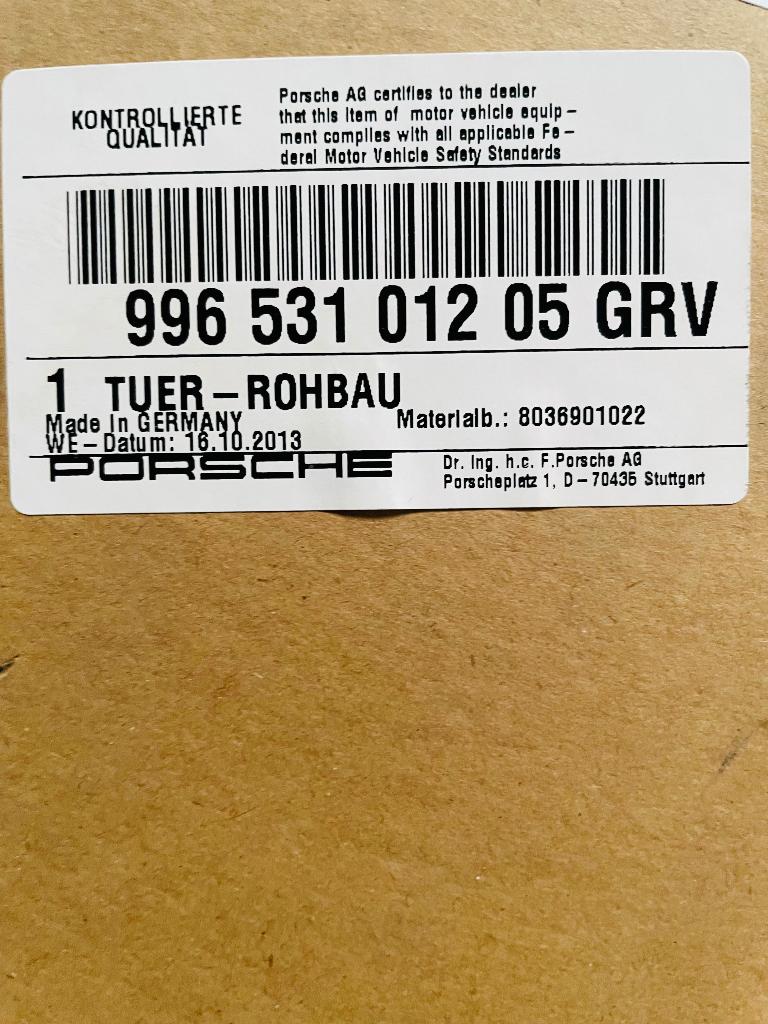 KONTROLLIERTE
QUALITÄT
Porsche AG certifies to the dealer
that this item of motor vehicle equip –
ment complies with all applicable Fe –
deral Motor Vehicle Safety Standards
996 531 012 05 GRV
1 TUER – ROHBAU
Made in GERMANY
Materialb.: 8036901022
WE – Datum: 16.10.2013
PORSCHE
Dr. Ing. h.c. F.Porsche AG
Porscheplatz 1, D – 70435 Stuttgart